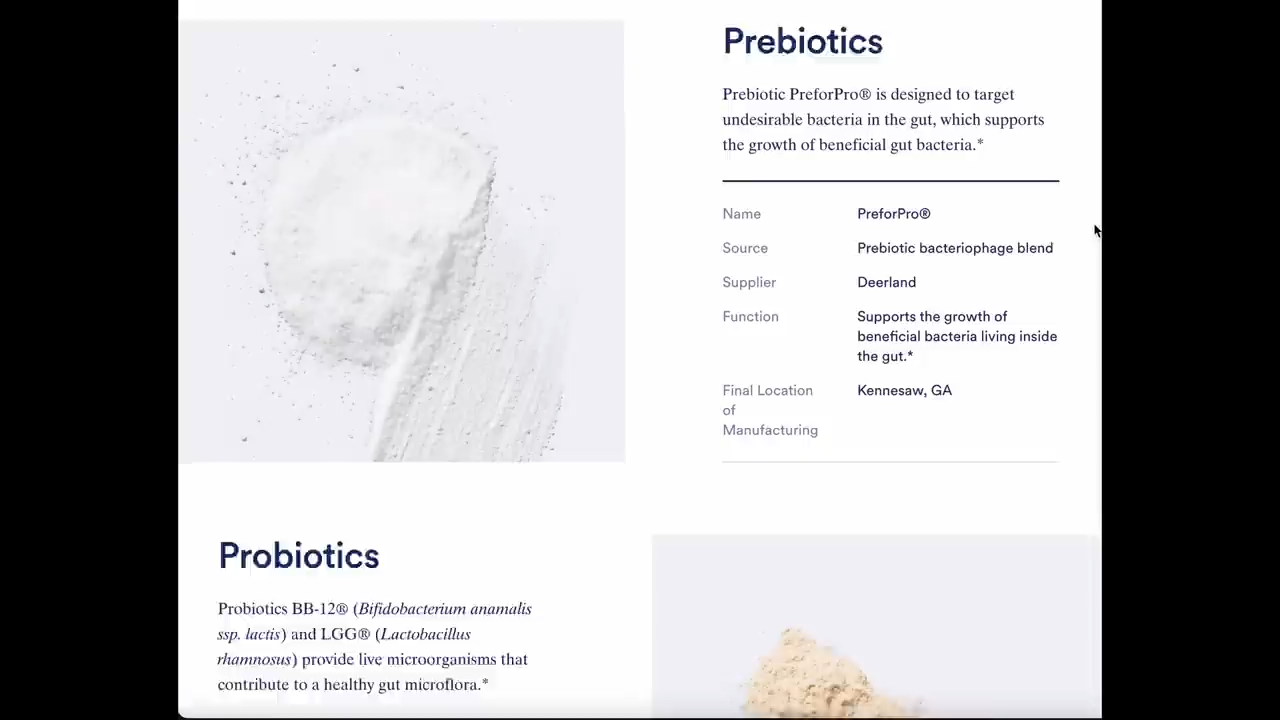 Prebiotics
Prebiotic PreforPro® is designed to target
undesirable bacteria in the gut, which supports
the growth of beneficial gut bacteria.*
Name PreforPro®
Source Prebiotic bacteriophage blend
Supplier Deerland
Function Supports the growth of
beneficial bacteria living inside
the gut.*
Final Location Kennesaw, GA
of
Manufacturing
Probiotics
Probiotics BB-12® (Bifidobacterium anamalis
ssp. lactis) and LGG® (Lactobacillus
rhamnosus) provide live microorganisms that
contribute to a healthy gut microflora.*